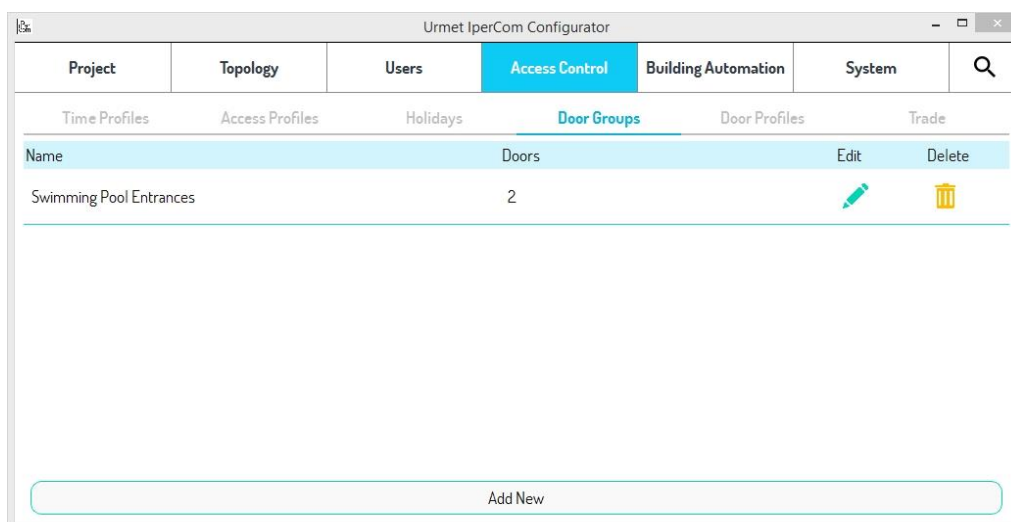 Urmet IperCom Configurator
Project Topology Users Access Control Building Automation System
Time Profiles Access Profiles Holidays Door Groups Door Profiles Trade
Name Doors Edit Delete
Swimming Pool Entrances 2
Add New